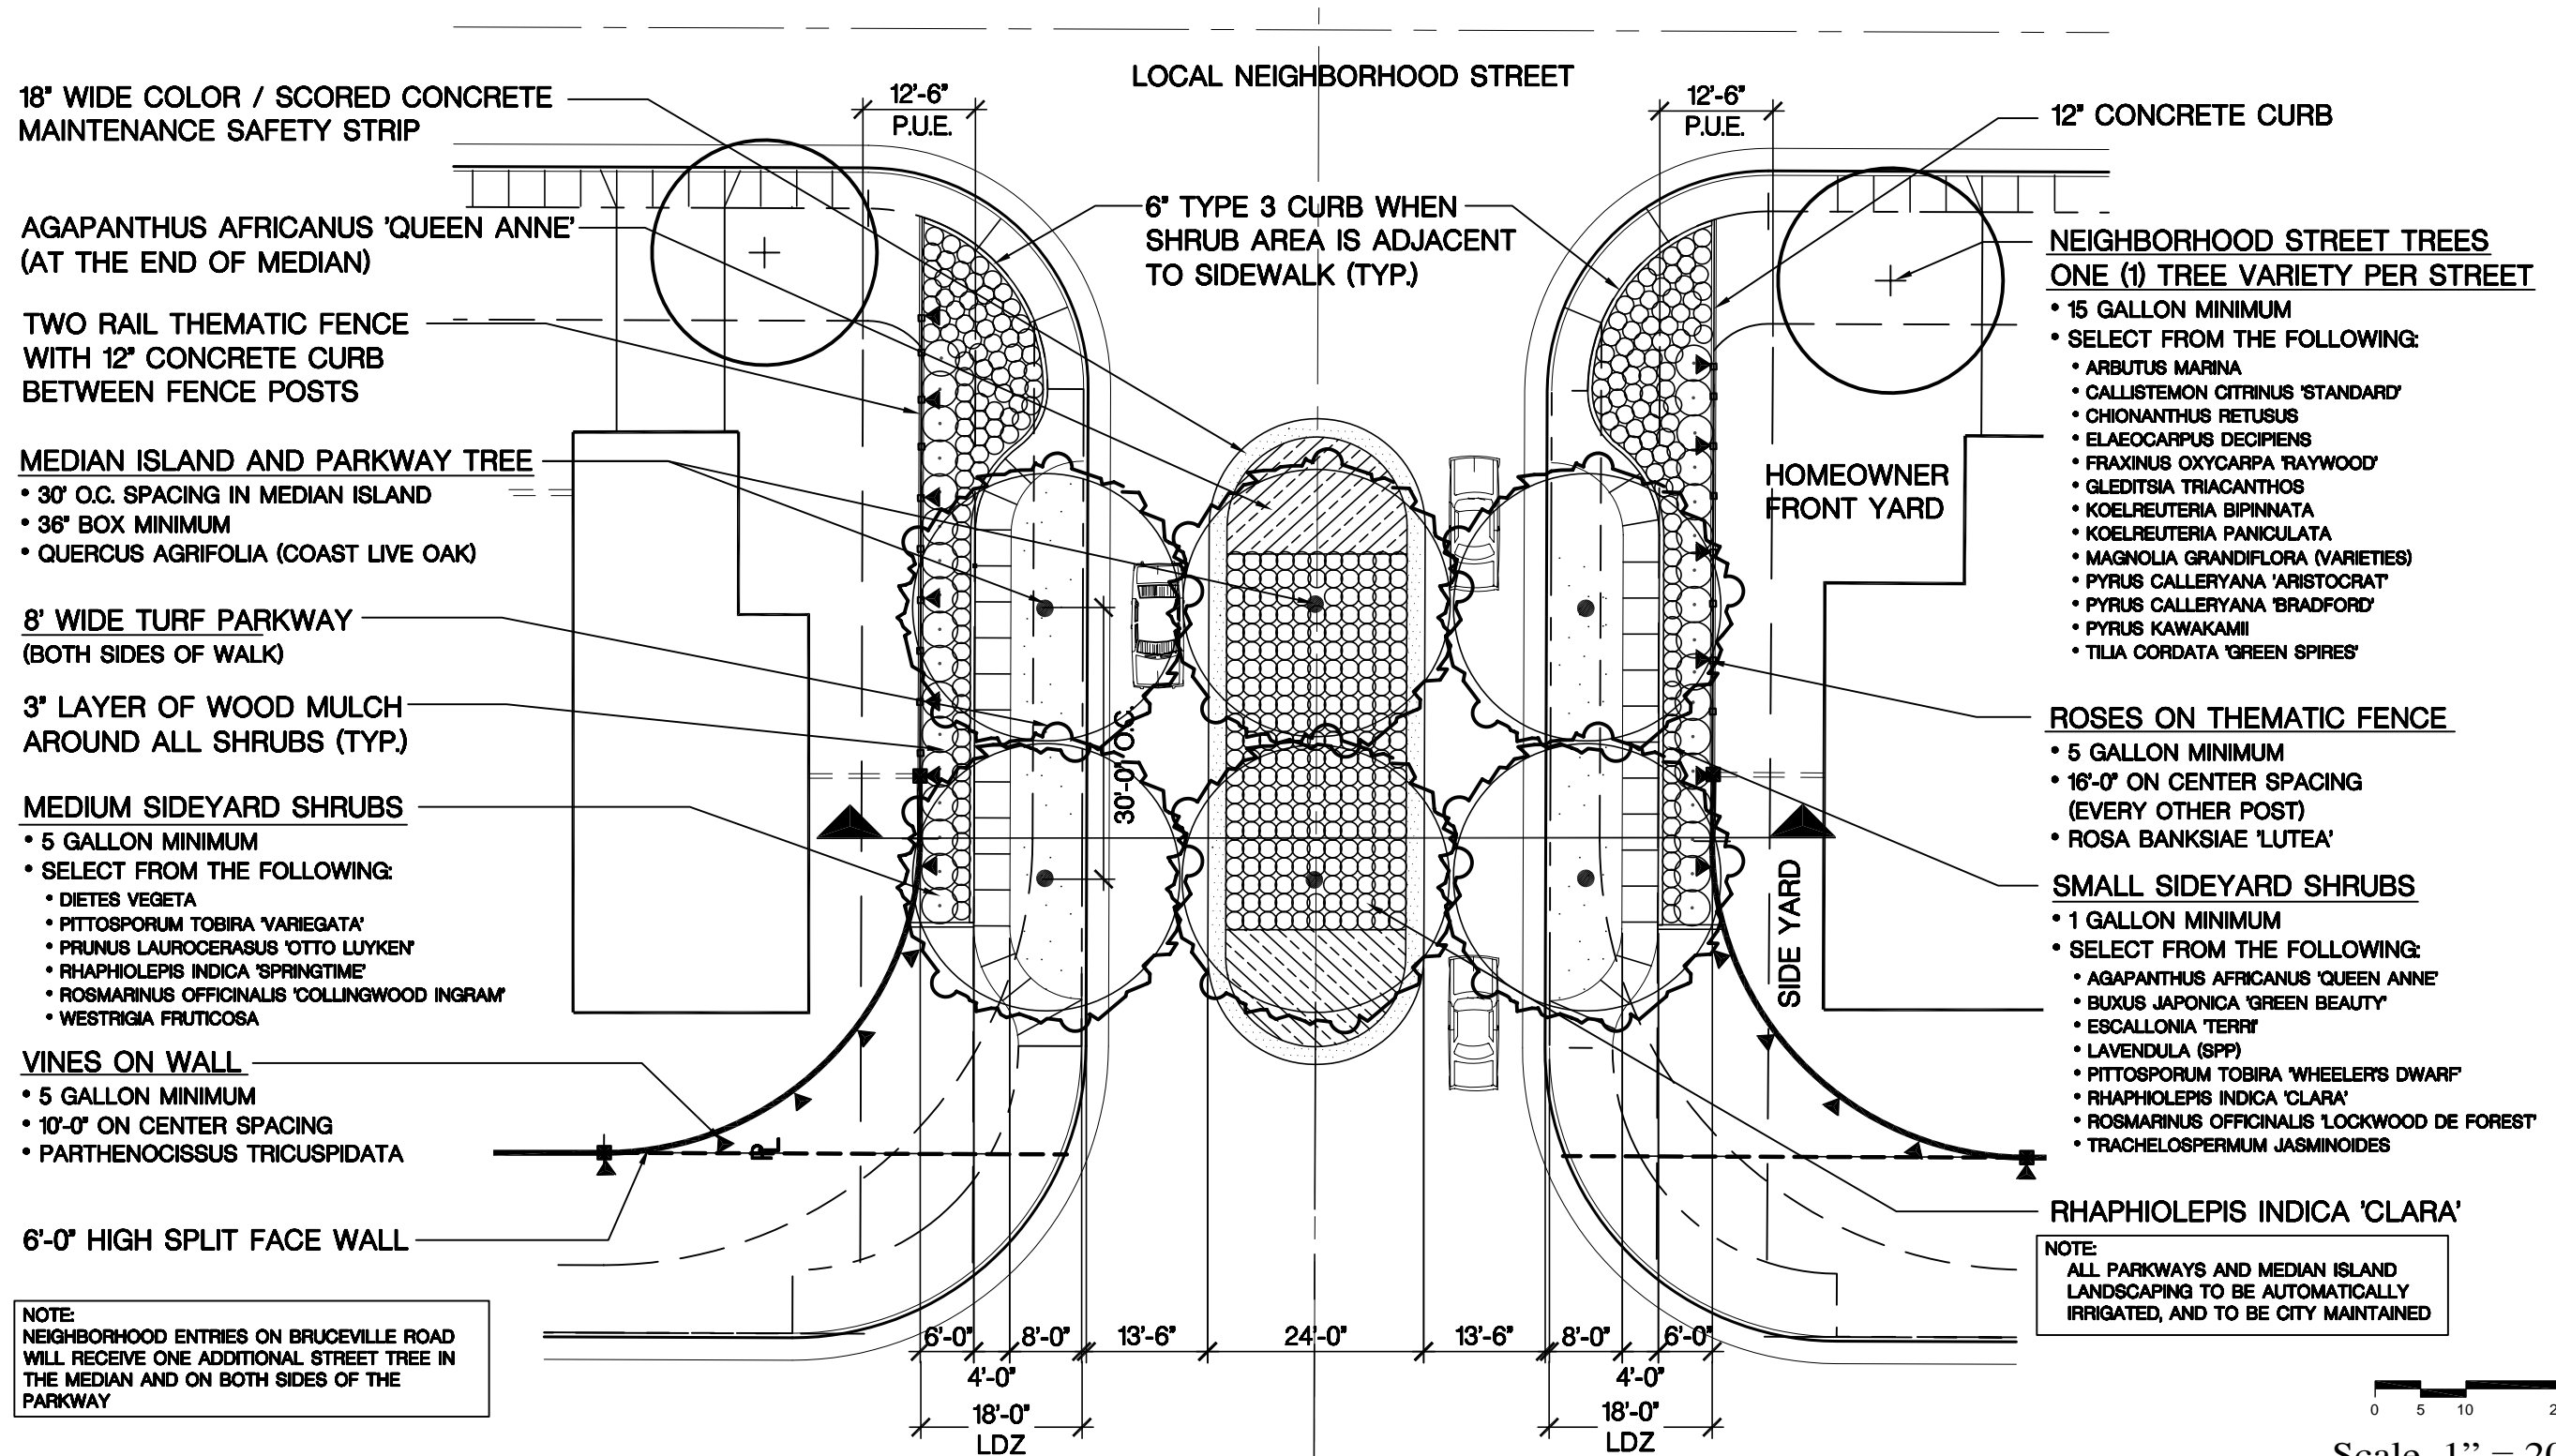 LOCAL NEIGHBORHOOD STREET
18" WIDE COLOR / SCORED CONCRETE
MAINTENANCE SAFETY STRIP
AGAPANTHUS AFRICANUS 'QUEEN ANNE'
(AT THE END OF MEDIAN)
TWO RAIL THEMATIC FENCE
WITH 12" CONCRETE CURB
BETWEEN FENCE POSTS
MEDIAN ISLAND AND PARKWAY TREE
• 30' O.C. SPACING IN MEDIAN ISLAND
• 36" BOX MINIMUM
• QUERCUS AGRIFOLIA (COAST LIVE OAK)
8' WIDE TURF PARKWAY
(BOTH SIDES OF WALK)
3" LAYER OF WOOD MULCH
AROUND ALL SHRUBS (TYP.)
MEDIUM SIDEYARD SHRUBS
• 5 GALLON MINIMUM
• SELECT FROM THE FOLLOWING:
• DIETES VEGETA
• PITTOSPORUM TOBIRA 'VARIEGATA'
• PRUNUS LAUROCERASUS 'OTTO LUYKEN'
• RHAPHIOLEPIS INDICA 'SPRINGTIME'
• ROSMARINUS OFFICINALIS 'COLLINGWOOD INGRAM'
• WESTRIGIA FRUTICOSA
VINES ON WALL
• 5 GALLON MINIMUM
• 10'-0" ON CENTER SPACING
• PARTHENOCISSUS TRICUSPIDATA
6'-0" HIGH SPLIT FACE WALL
NOTE:
NEIGHBORHOOD ENTRIES ON BRUCEVILLE ROAD
WILL RECEIVE ONE ADDITIONAL STREET TREE IN
THE MEDIAN AND ON BOTH SIDES OF THE
PARKWAY
12'-6"
P.U.E.
12'-6"
P.U.E.
6" TYPE 3 CURB WHEN
SHRUB AREA IS ADJACENT
TO SIDEWALK (TYP.)
HOMEOWNER
FRONT YARD
30'-0" O.C.
SIDE YARD
PL
6'-0"
8'-0"
13'-6"
24'-0"
13'-6"
8'-0"
6'-0"
4'-0"
4'-0"
18'-0"
LDZ
18'-0"
LDZ
12" CONCRETE CURB
NEIGHBORHOOD STREET TREES
ONE (1) TREE VARIETY PER STREET
• 15 GALLON MINIMUM
• SELECT FROM THE FOLLOWING:
• ARBUTUS MARINA
• CALLISTEMON CITRINUS 'STANDARD'
• CHIONANTHUS RETUSUS
• ELAEOCARPUS DECIPIENS
• FRAXINUS OXYCARPA 'RAYWOOD'
• GLEDITSIA TRIACANTHOS
• KOELREUTERIA BIPINNATA
• KOELREUTERIA PANICULATA
• MAGNOLIA GRANDIFLORA (VARIETIES)
• PYRUS CALLERYANA 'ARISTOCRAT'
• PYRUS CALLERYANA 'BRADFORD'
• PYRUS KAWAKAMII
• TILIA CORDATA 'GREEN SPIRES'
ROSES ON THEMATIC FENCE
• 5 GALLON MINIMUM
• 16'-0" ON CENTER SPACING
(EVERY OTHER POST)
• ROSA BANKSIAE 'LUTEA'
SMALL SIDEYARD SHRUBS
• 1 GALLON MINIMUM
• SELECT FROM THE FOLLOWING:
• AGAPANTHUS AFRICANUS 'QUEEN ANNE'
• BUXUS JAPONICA 'GREEN BEAUTY'
• ESCALLONIA 'TERRI'
• LAVENDULA (SPP)
• PITTOSPORUM TOBIRA 'WHEELER'S DWARF'
• RHAPHIOLEPIS INDICA 'CLARA'
• ROSMARINUS OFFICINALIS 'LOCKWOOD DE FOREST'
• TRACHELOSPERMUM JASMINOIDES
RHAPHIOLEPIS INDICA 'CLARA'
NOTE:
ALL PARKWAYS AND MEDIAN ISLAND
LANDSCAPING TO BE AUTOMATICALLY
IRRIGATED, AND TO BE CITY MAINTAINED
0 5 10